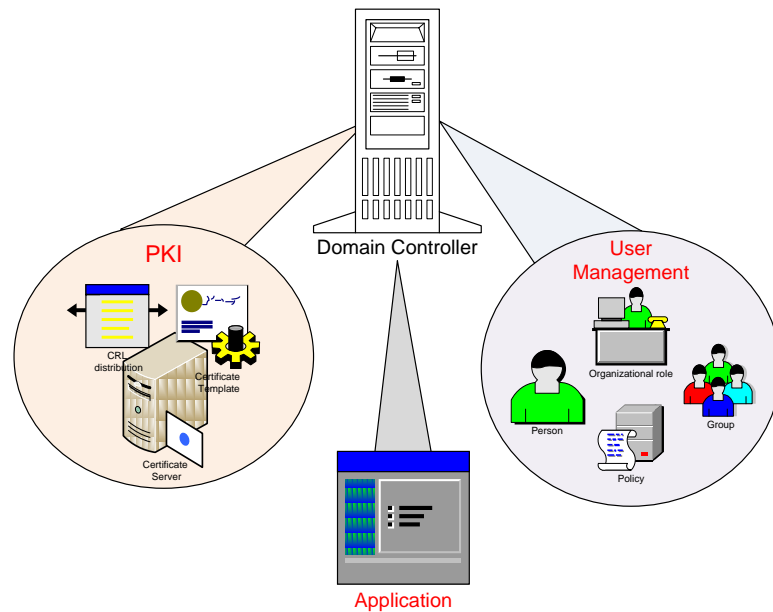 Domain Controller
PKI
CRL
distribution
Certificate
Template
Certificate
Server
User
Management
Organizational role
Person
Group
Policy
Application